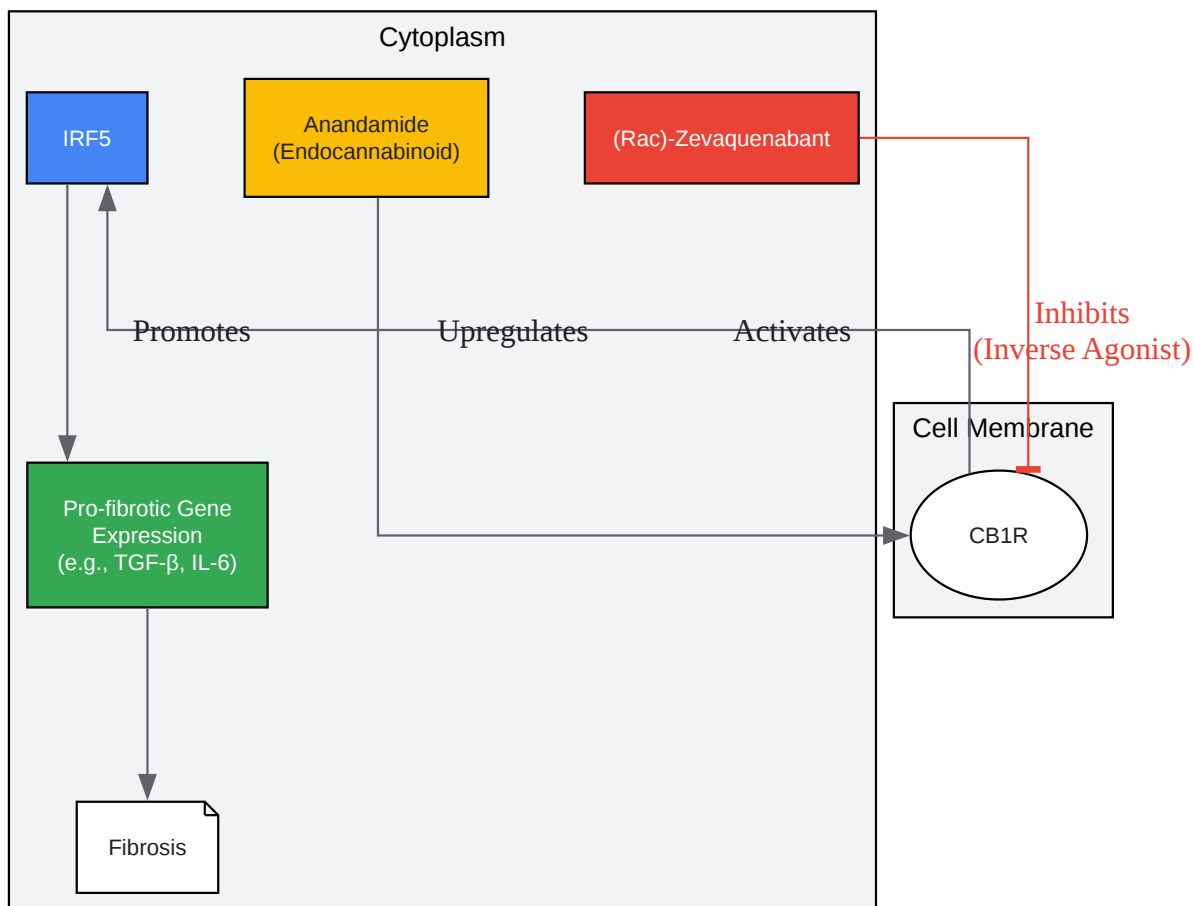 Cytoplasm
IRF5
Anandamide
(Endocannabinoid)
(Rac)-Zevaquenabant
Promotes
Upregulates
Activates
Inhibits
(Inverse Agonist)
Cell Membrane
Pro-fibrotic Gene
Expression
(e.g., TGF-β, IL-6)
CB1R
Fibrosis